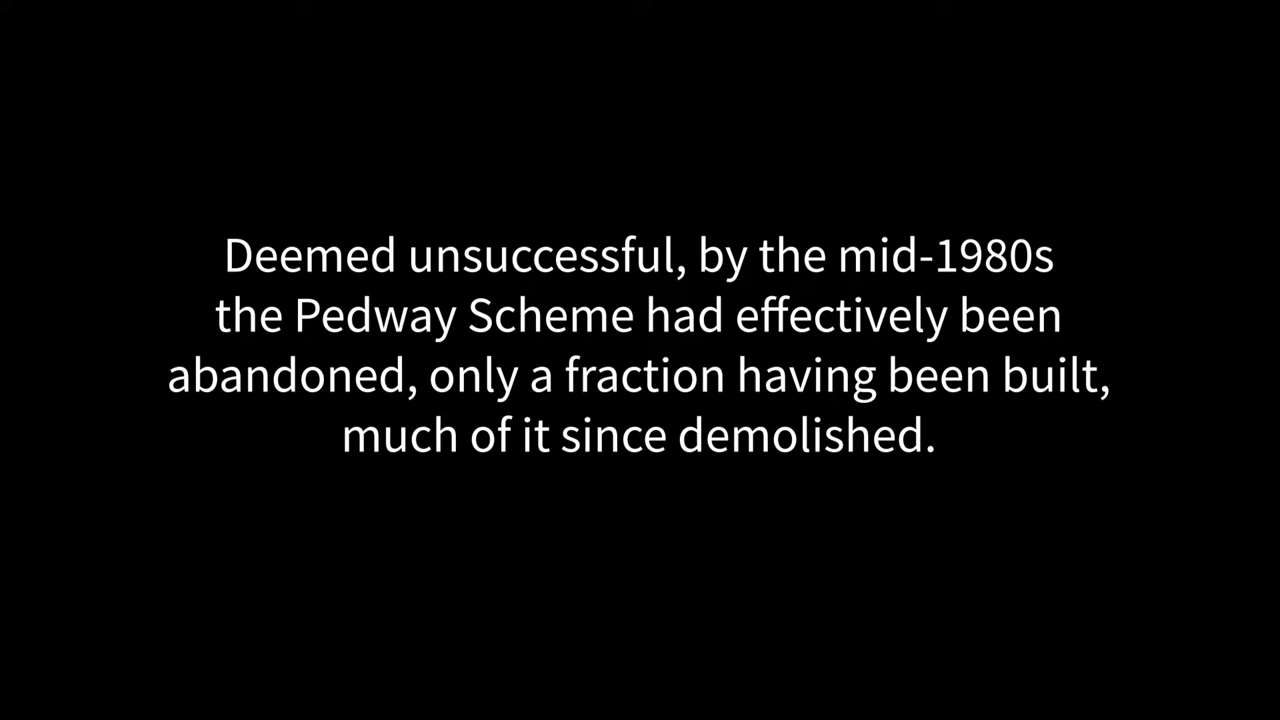 Deemed unsuccessful, by the mid-1980s
the Pedway Scheme had effectively been
abandoned, only a fraction having been built,
much of it since demolished.